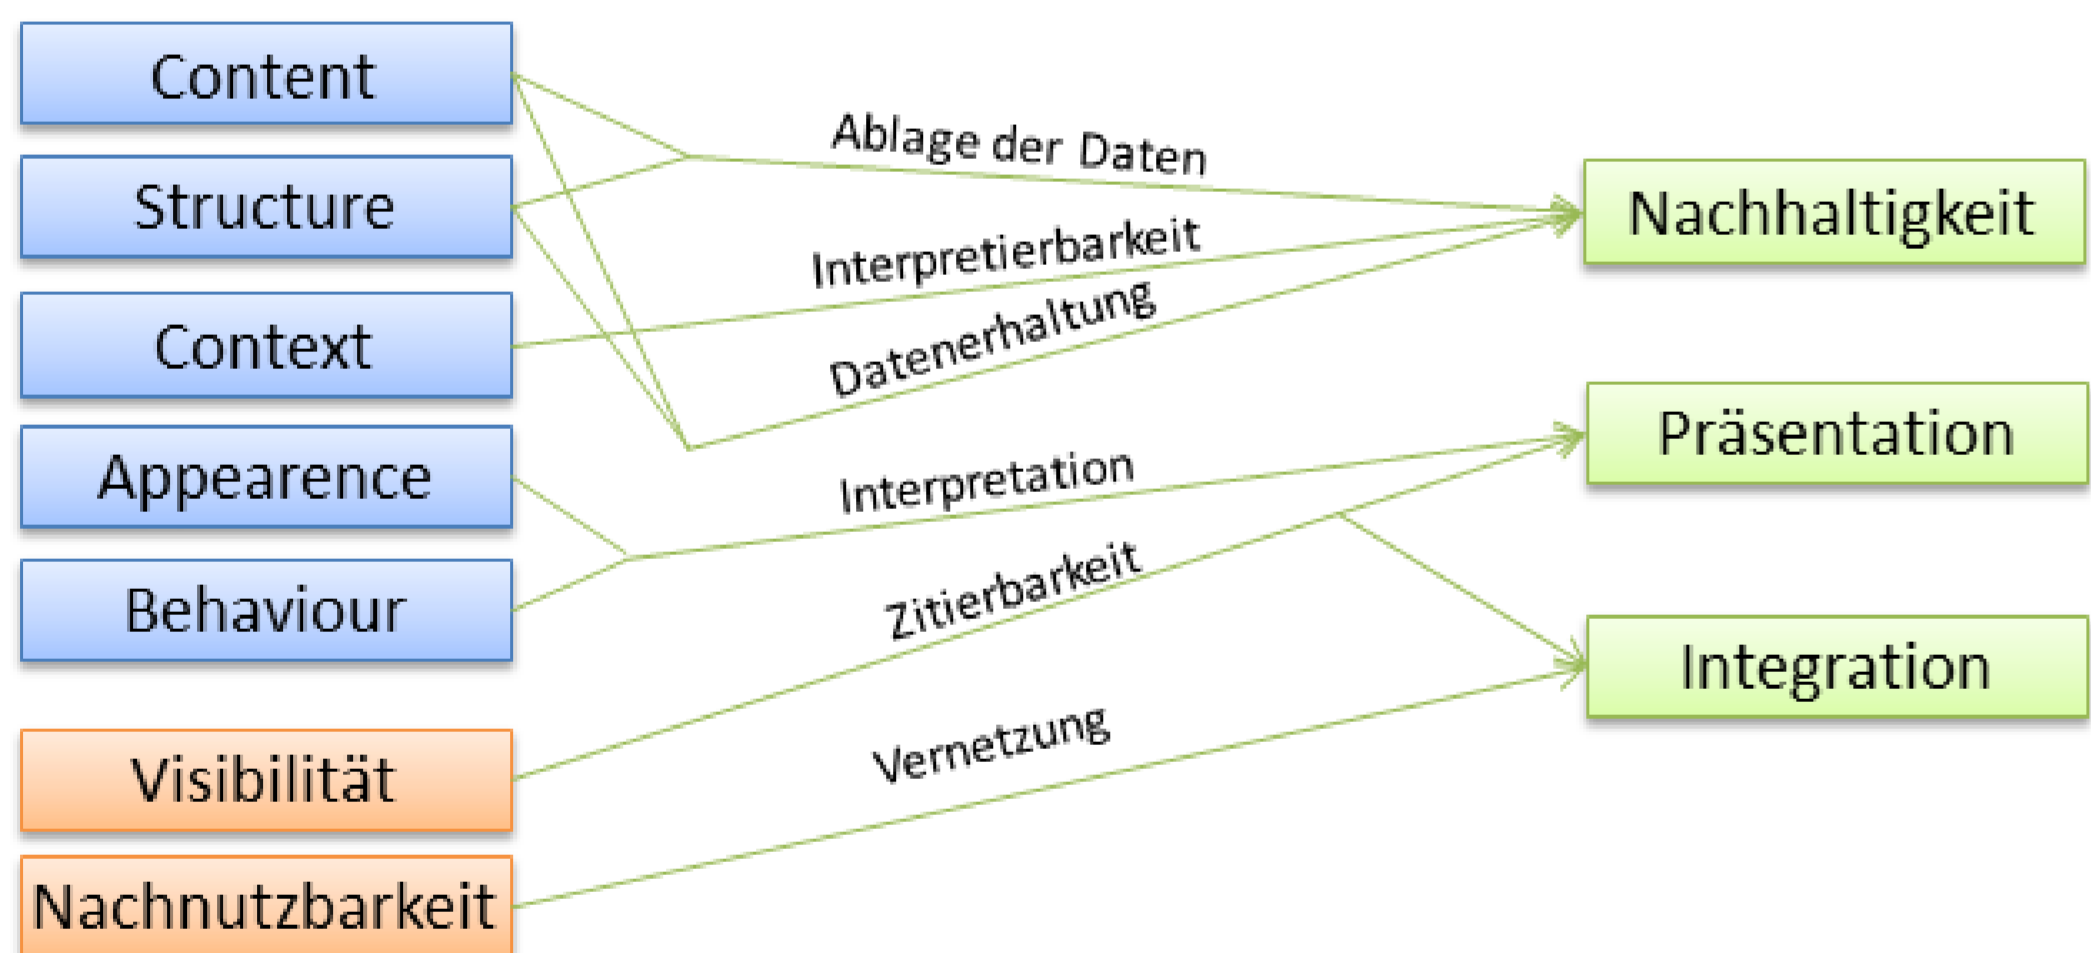 Content
Structure
Context
Appearence
Behaviour
Visibilität
Nachnutzbarkeit
Ablage der Daten
Interpretierbarkeit
Datenerhaltung
Interpretation
Zitierbarkeit
Vernetzung
Nachhaltigkeit
Präsentation
Integration